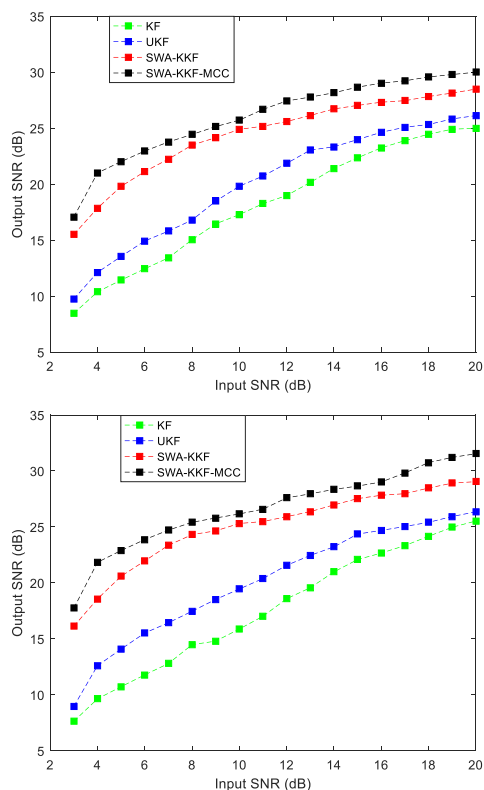 35
30
25
20
15
10
5
Output SNR (dB)
KF
UKF
SWA-KKF
SWA-KKF-MCC
2 4 6 8 10 12 14 16 18 20
Input SNR (dB)
35
30
25
20
15
10
5
Output SNR (dB)
KF
UKF
SWA-KKF
SWA-KKF-MCC
2 4 6 8 10 12 14 16 18 20
Input SNR (dB)